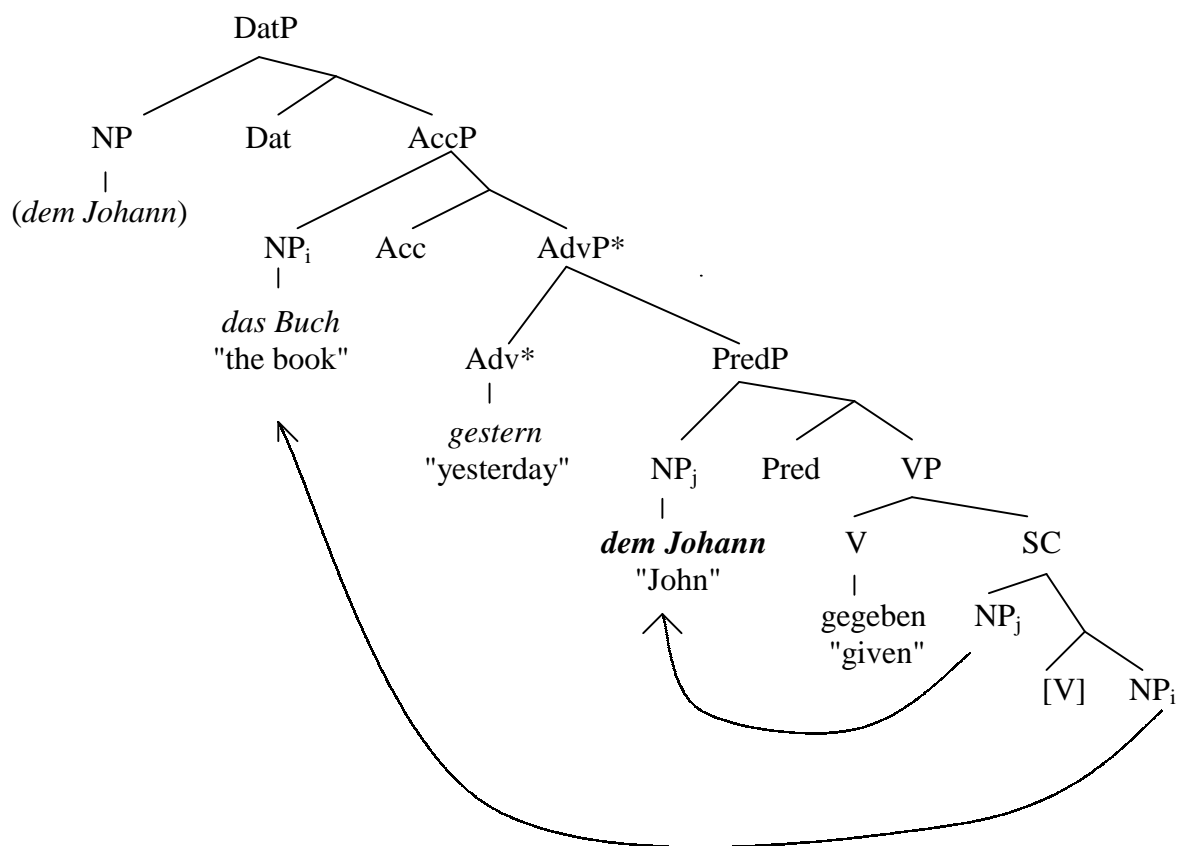 DatP
NP Dat AccP
(dem Johann)
NPi Acc AdvP*
das Buch
"the book" Adv* PredP
gestern
"yesterday" NPj Pred VP
dem Johann V SC
"John"
gegeben NPj
"given"
[V] NPi